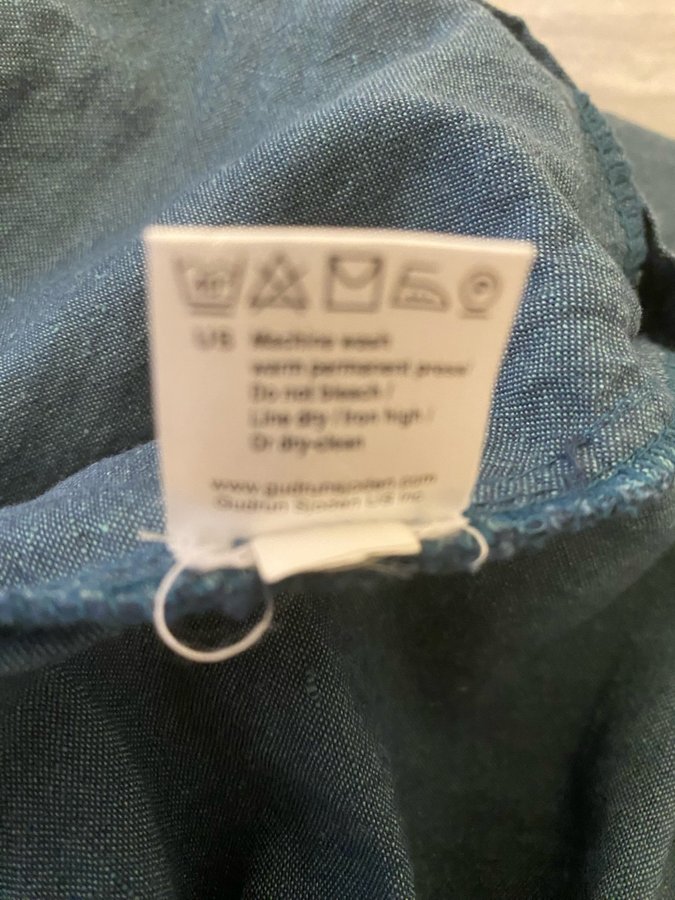 US Machine wash
warm permanent press/
Do not bleach /
Line dry / Iron high /
Or dry-clean
www.gudrunsjoden.com
Gudrun Sjödén US Inc.